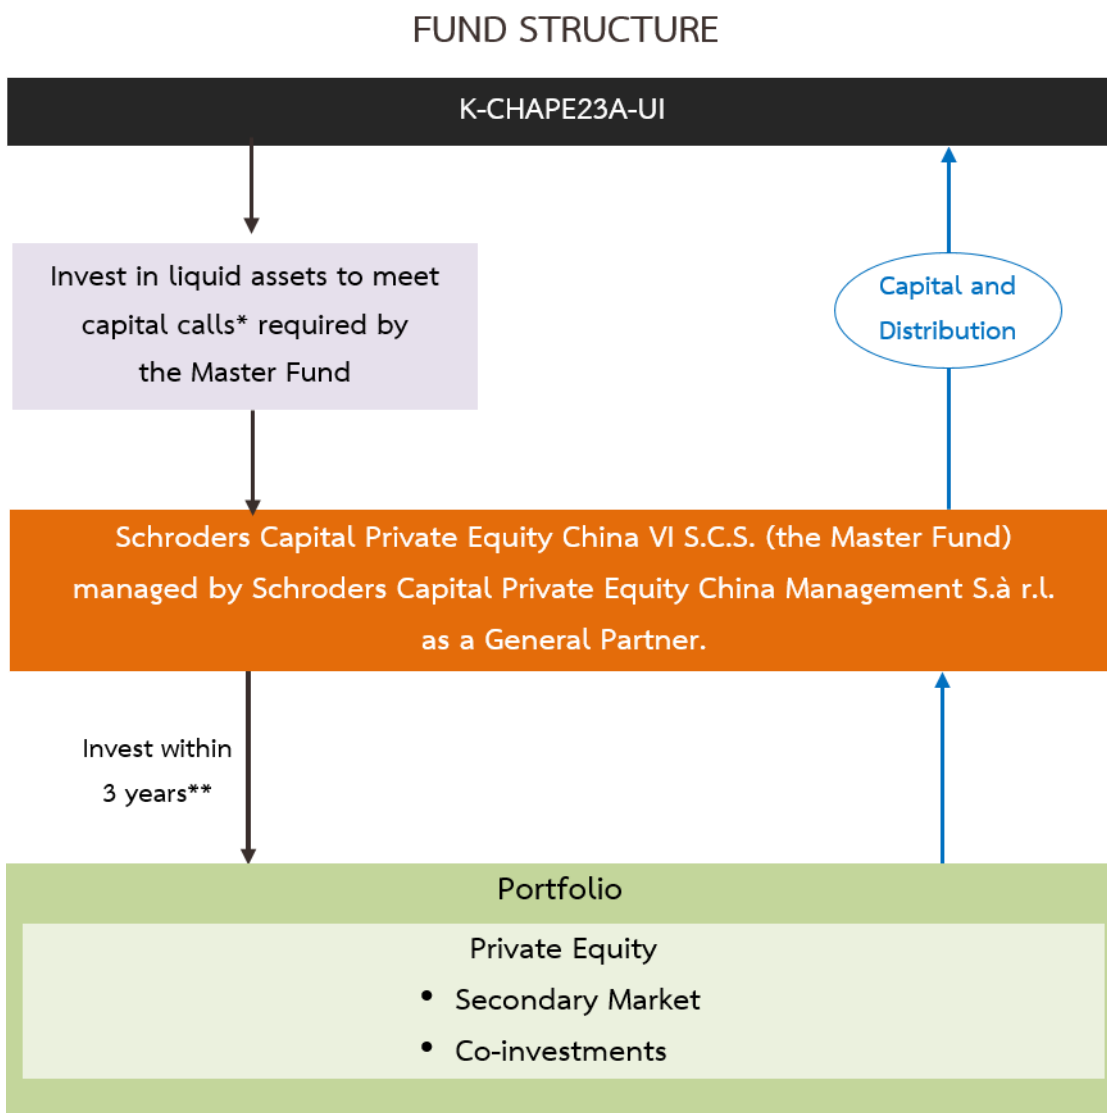 FUND STRUCTURE
K-CHAPE23A-UI
Invest in liquid assets to meet
capital calls* required by
the Master Fund
Capital and
Distribution
Schroders Capital Private Equity China VI S.C.S. (the Master Fund)
managed by Schroders Capital Private Equity China Management S.à r.l.
as a General Partner.
Invest within
3 years**
Portfolio
Private Equity
• Secondary Market
• Co-investments